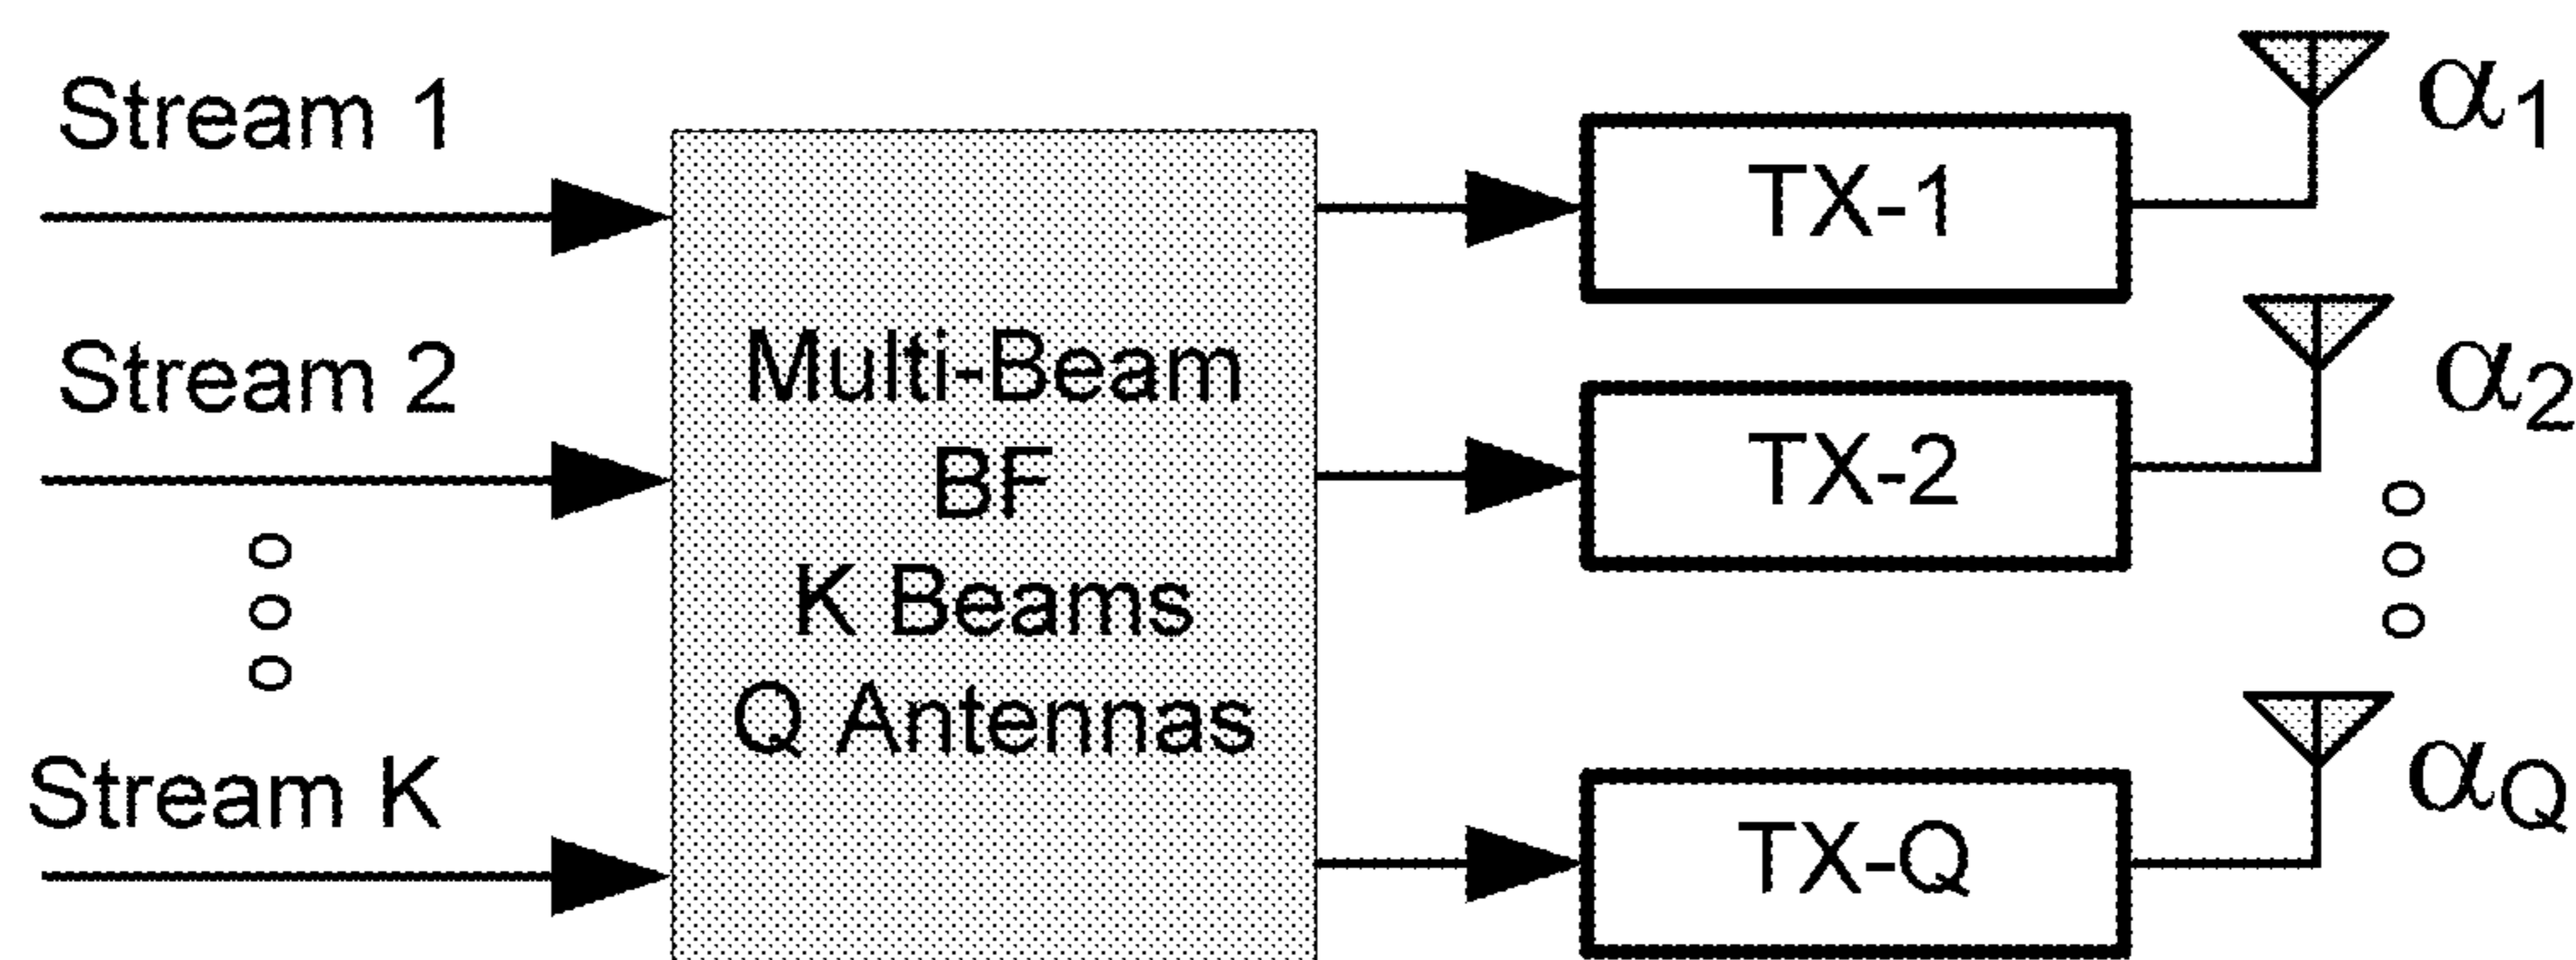 Stream 1
Stream 2
Stream K
Multi-Beam
BF
K Beams
Q Antennas
TX-1
TX-2
TX-Q
α1
α2
αQ